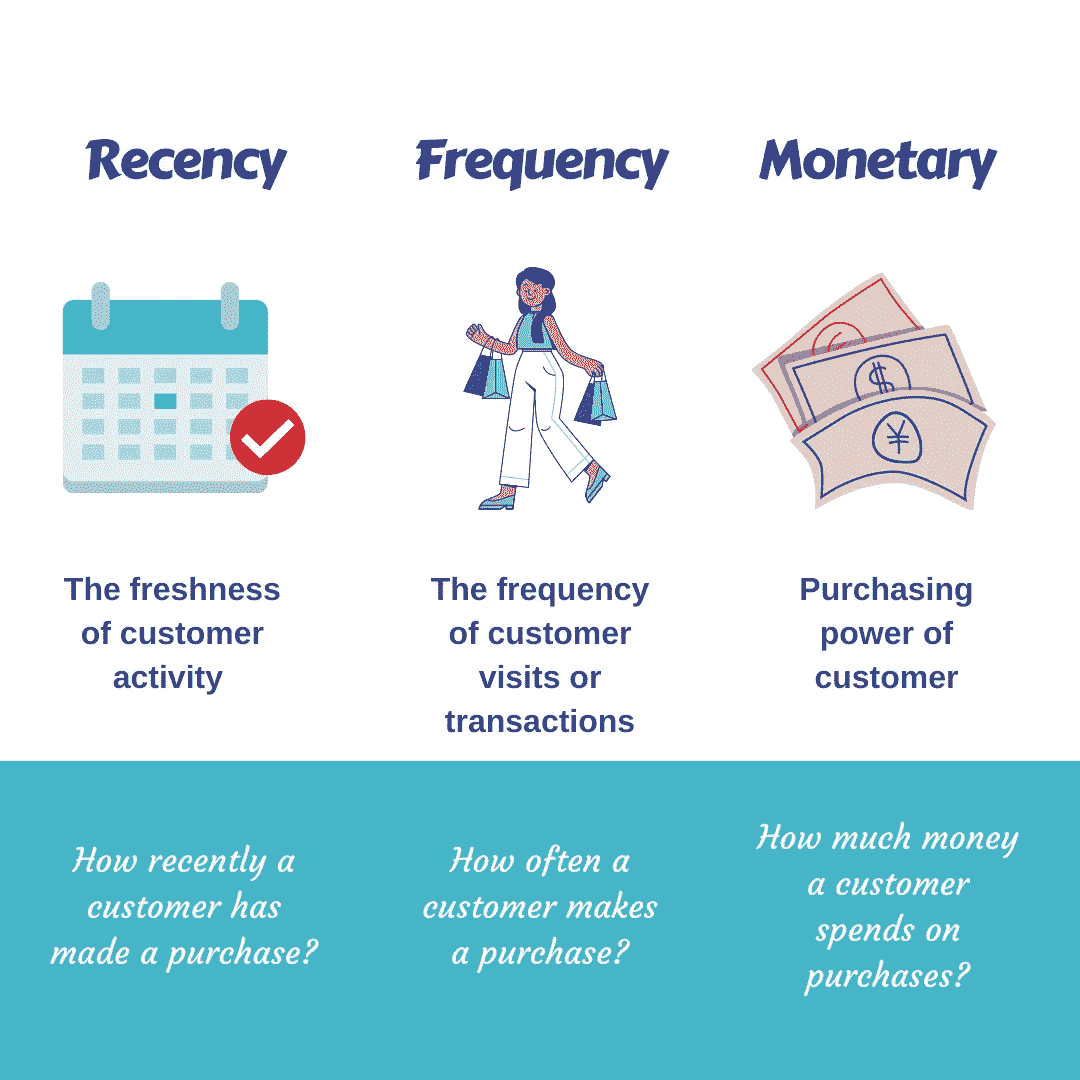 Recency
The freshness
of customer
activity
How recently a
customer has
made a purchase?
Frequency
The frequency
of customer
visits or
transactions
How often a
customer makes
a purchase?
Monetary
$
¥
Purchasing
power of
customer
How much money
a customer
spends on
purchases?